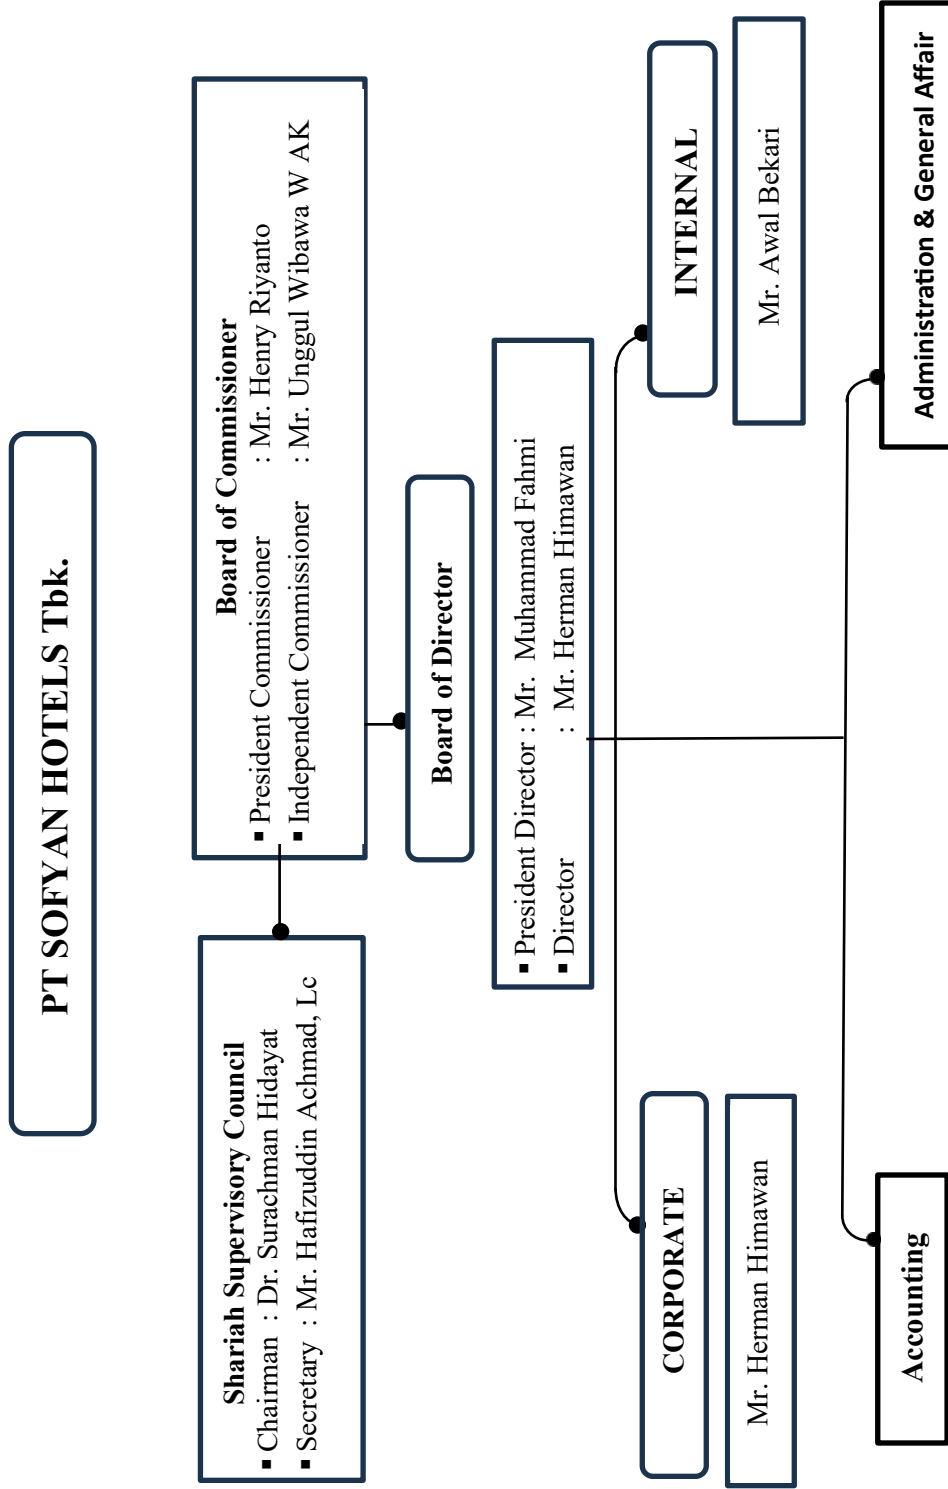 PT SOFYAN HOTELS Tbk.
Shariah Supervisory Council
▪ Chairman : Dr. Surachman Hidayat
▪ Secretary : Mr. Hafizuddin Achmad, Lc
Board of Commissioner
▪ President Commissioner : Mr. Henry Riyanto
▪ Independent Commissioner : Mr. Unggul Wibawa W AK
Board of Director
▪ President Director : Mr. Muhammad Fahmi
▪ Director : Mr. Herman Himawan
CORPORATE
Mr. Herman Himawan
INTERNAL
Mr. Awal Bekari
Accounting
Administration & General Affair